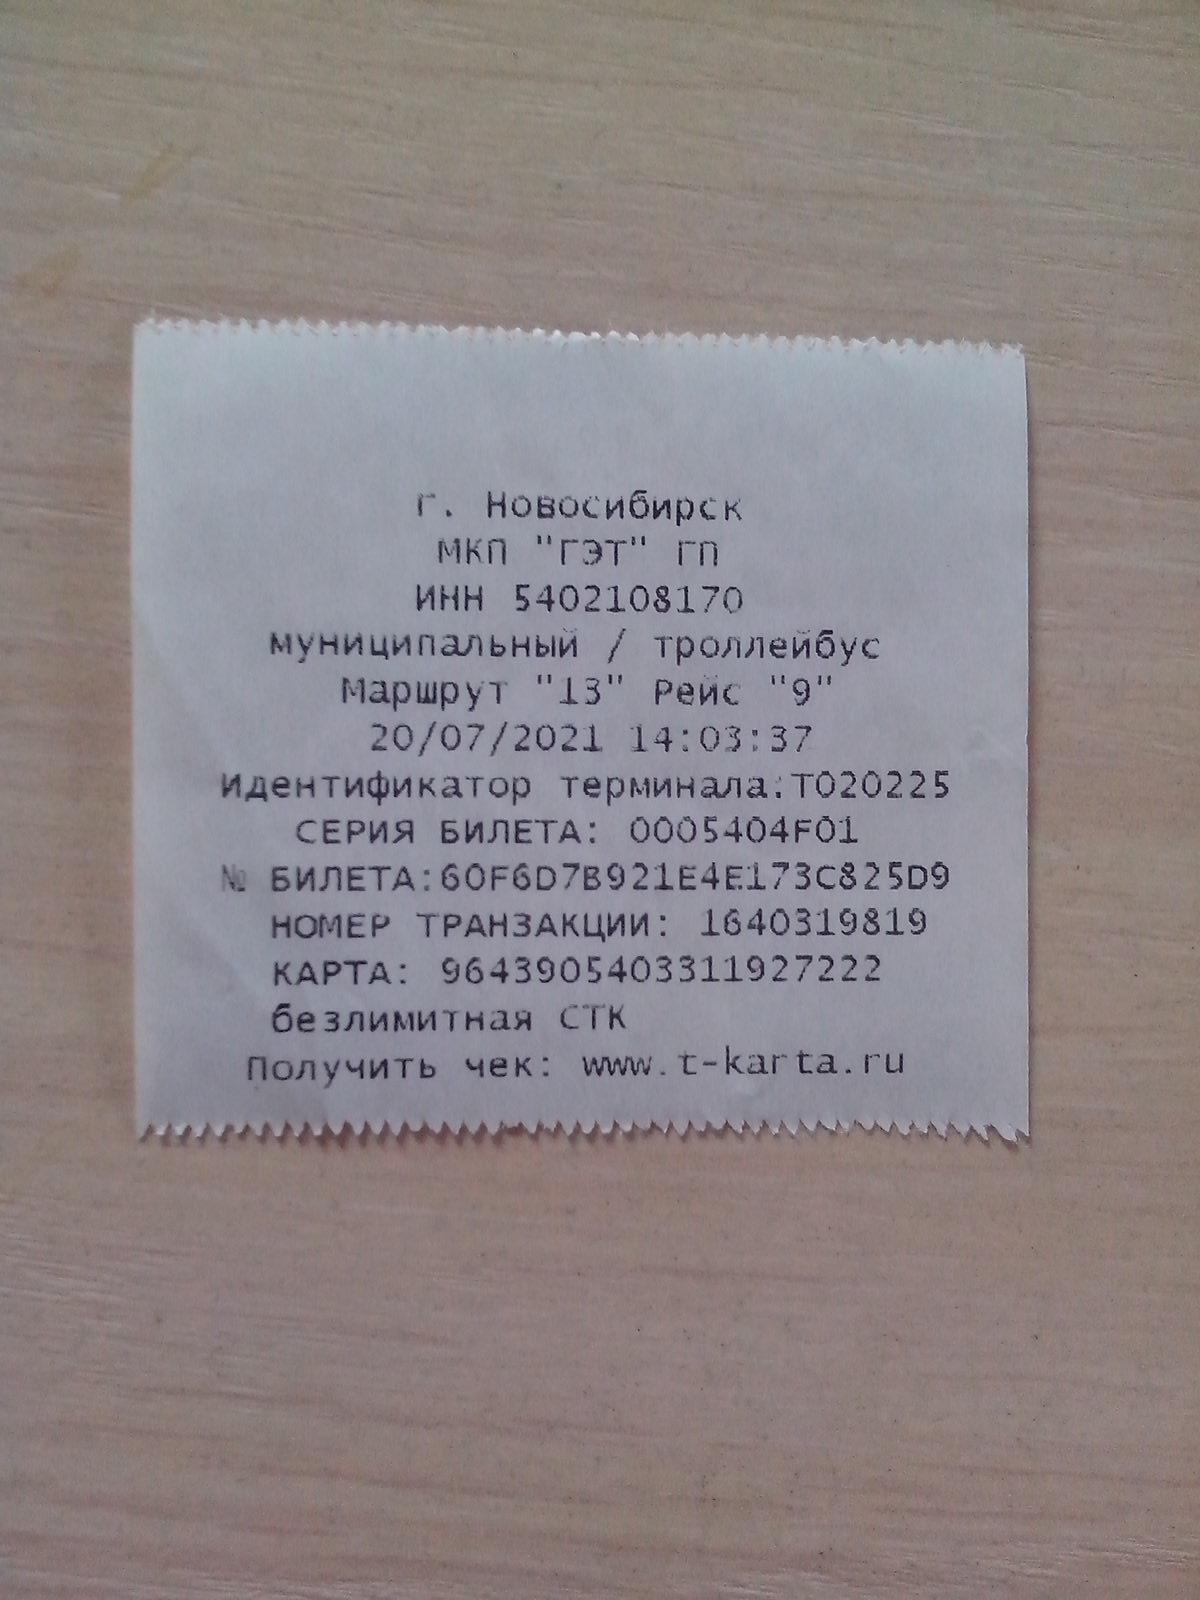 г. Новосибирск
МКП "ГЭТ" ГП
ИНН 5402108170
муниципальный / троллейбус
Маршрут "13" Рейс "9"
20/07/2021 14:03:37
Идентификатор терминала:T020225
СЕРИЯ БИЛЕТА: 0005404F01
№ БИЛЕТА:60F6D7B921E4E173C825D9
НОМЕР ТРАНЗАКЦИИ: 1640319819
КАРТА: 9643905403311927222
безлимитная СТК
Получить чек: www.t-karta.ru